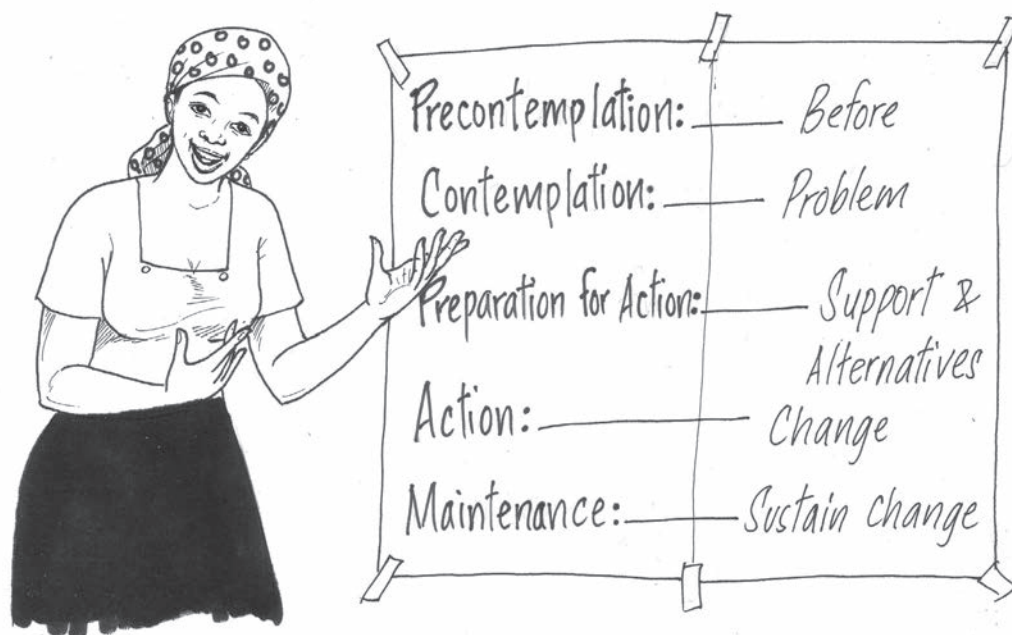 Precontemplation: Before
Contemplation: Problem
Preparation for Action: Support &
Alternatives
Action: Change
Maintenance: Sustain Change